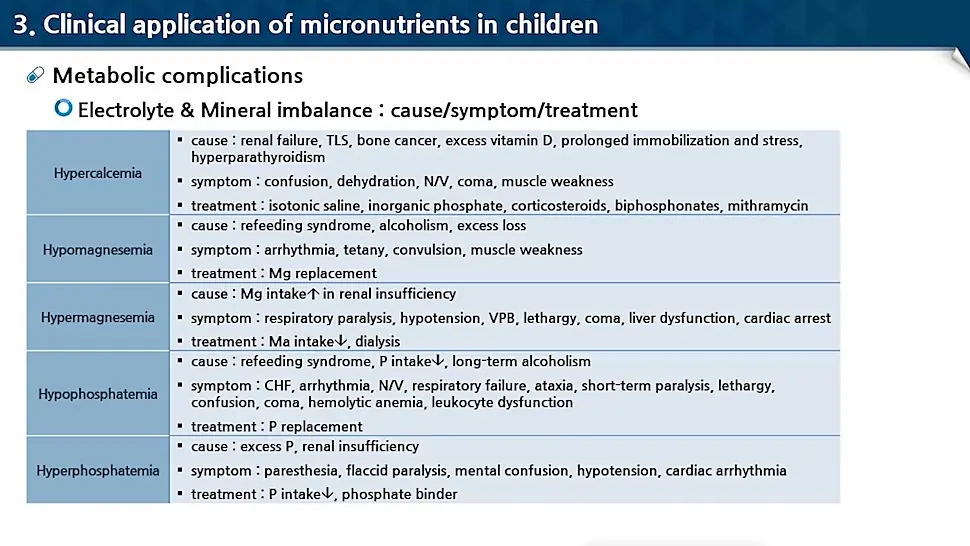 3. Clinical application of micronutrients in children
Metabolic complications
Electrolyte & Mineral imbalance : cause/symptom/treatment
Hypercalcemia
▪ cause : renal failure, TLS, bone cancer, excess vitamin D, prolonged immobilization and stress,
hyperparathyroidism
▪ symptom : confusion, dehydration, N/V, coma, muscle weakness
▪ treatment : isotonic saline, inorganic phosphate, corticosteroids, biphosphonates, mithramycin
Hypomagnesemia
▪ cause : refeeding syndrome, alcoholism, excess loss
▪ symptom : arrhythmia, tetany, convulsion, muscle weakness
▪ treatment : Mg replacement
Hypermagnesemia
▪ cause : Mg intake↑ in renal insufficiency
▪ symptom : respiratory paralysis, hypotension, VPB, lethargy, coma, liver dysfunction, cardiac arrest
▪ treatment : Ma intake↓, dialysis
Hypophosphatemia
▪ cause : refeeding syndrome, P intake↓, long-term alcoholism
▪ symptom : CHF, arrhythmia, N/V, respiratory failure, ataxia, short-term paralysis, lethargy,
confusion, coma, hemolytic anemia, leukocyte dysfunction
▪ treatment : P replacement
Hyperphosphatemia
▪ cause : excess P, renal insufficiency
▪ symptom : paresthesia, flaccid paralysis, mental confusion, hypotension, cardiac arrhythmia
▪ treatment : P intake↓, phosphate binder